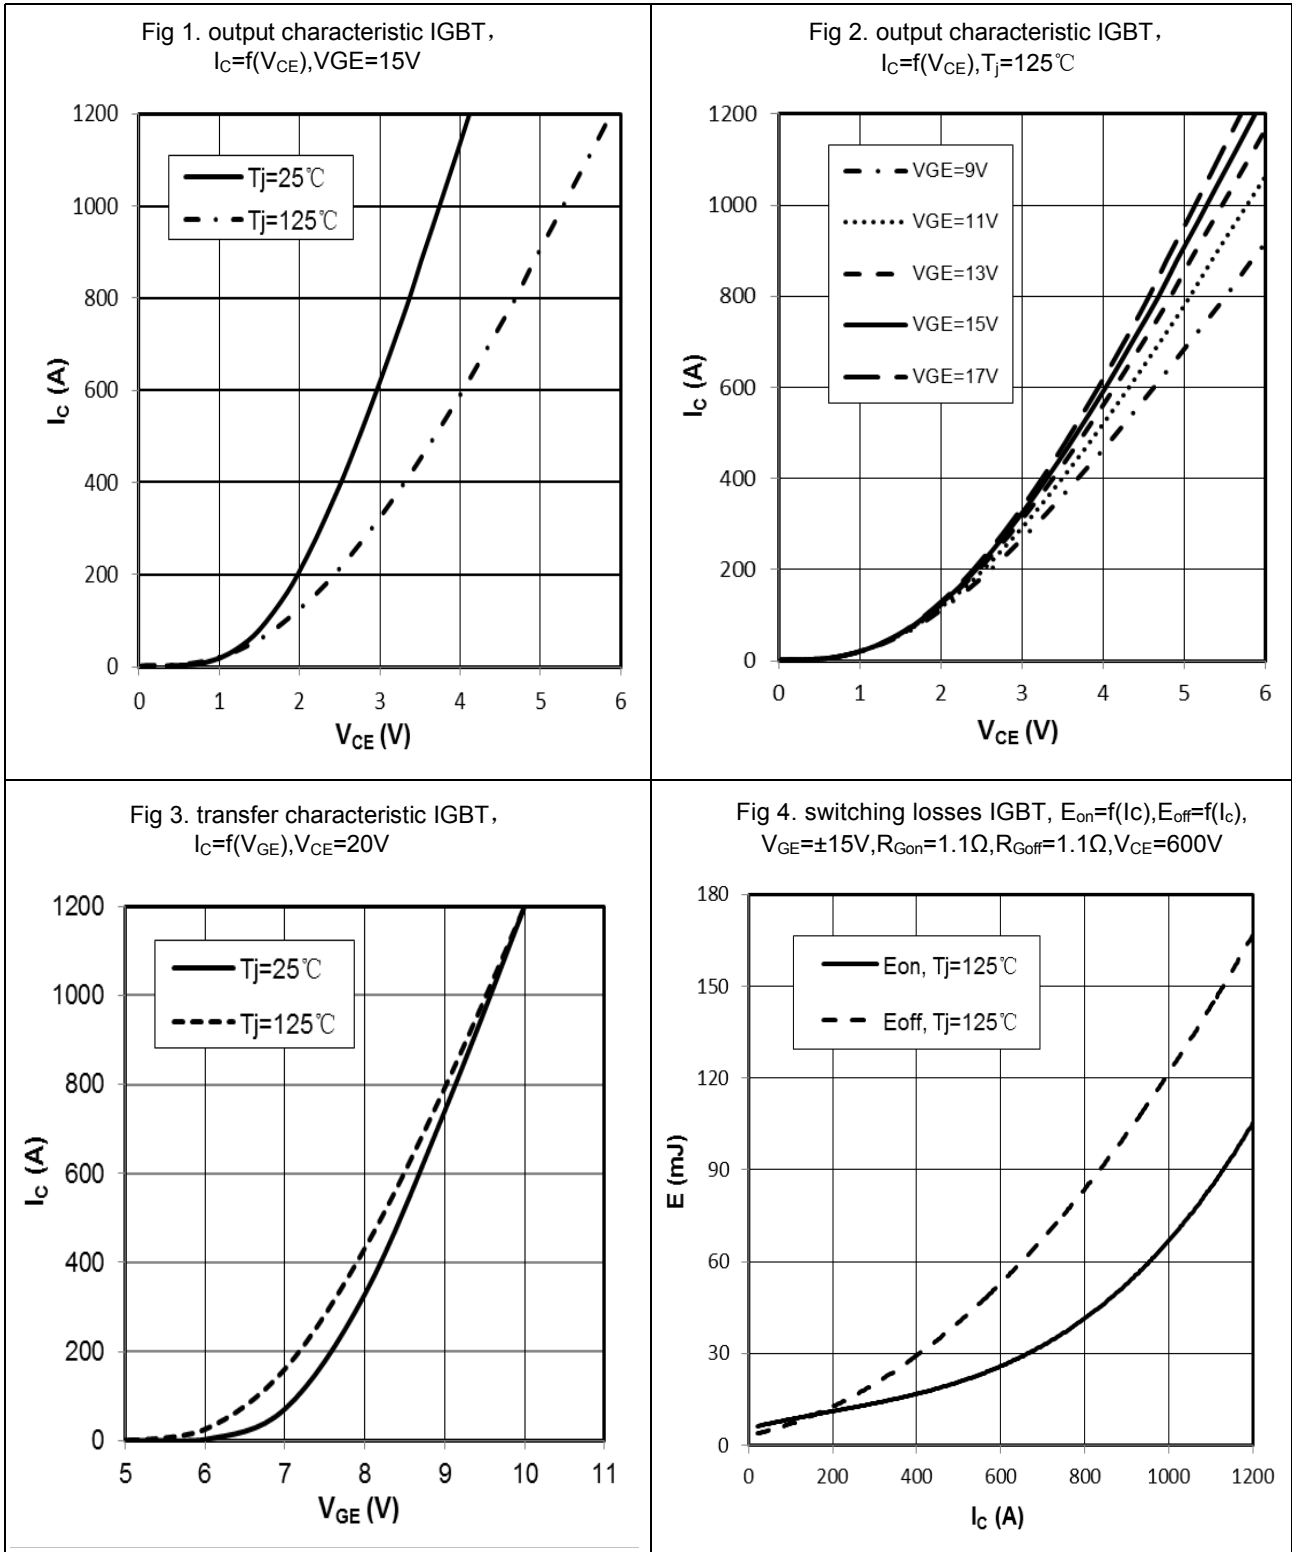 Fig 1. output characteristic IGBT,
IC=f(VCE),VGE=15V
1200
1000
800
600
400
200
0
0 1 2 3 4 5 6
IC (A)
VCE (V)
Tj=25℃
Tj=125℃
Fig 2. output characteristic IGBT,
IC=f(VCE),Tj=125℃
1200
1000
800
600
400
200
0
0 1 2 3 4 5 6
IC (A)
VCE (V)
VGE=9V
VGE=11V
VGE=13V
VGE=15V
VGE=17V
Fig 3. transfer characteristic IGBT,
IC=f(VGE),VCE=20V
1200
1000
800
600
400
200
0
5 6 7 8 9 10 11
IC (A)
VGE (V)
Tj=25℃
Tj=125℃
Fig 4. switching losses IGBT, Eon=f(Ic),Eoff=f(Ic),
VGE=±15V,RGon=1.1Ω,RGoff=1.1Ω,VCE=600V
180
150
120
90
60
30
0
0 200 400 600 800 1000 1200
E (mJ)
IC (A)
Eon, Tj=125℃
Eoff, Tj=125℃